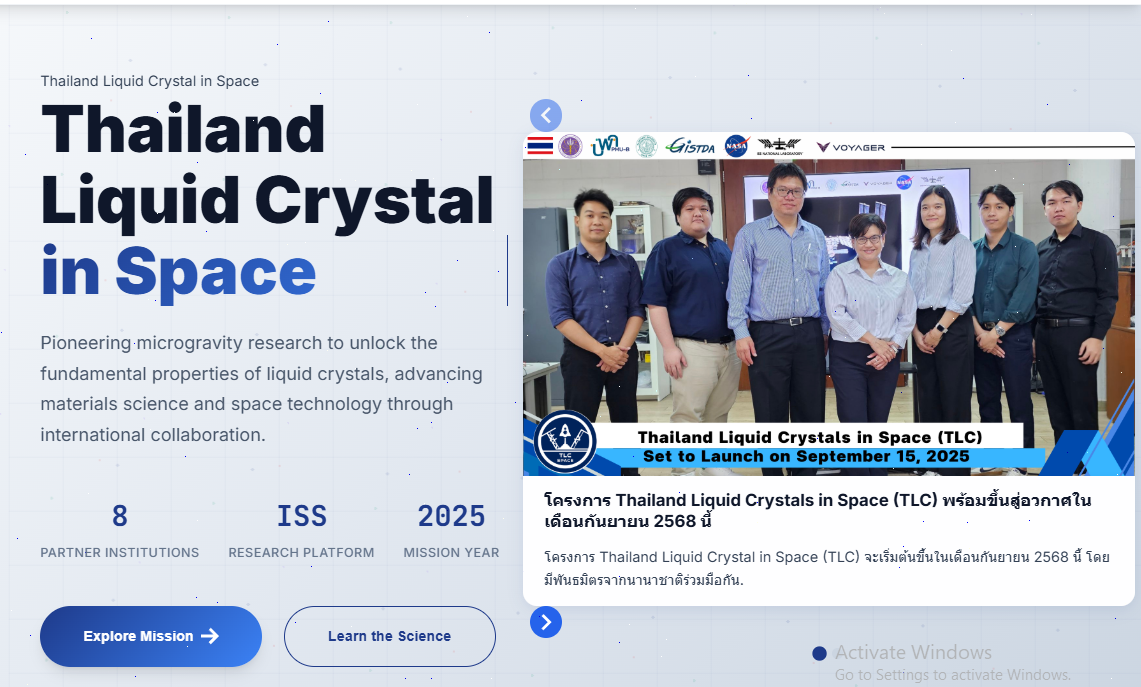 Thailand Liquid Crystal in Space
Thailand
Liquid Crystal
in Space
Pioneering microgravity research to unlock the
fundamental properties of liquid crystals, advancing
materials science and space technology through
international collaboration.
8
PARTNER INSTITUTIONS
ISS
RESEARCH PLATFORM
2025
MISSION YEAR
Explore Mission
Learn the Science
PHU-B
GISTDA
NASA
ISS NATIONAL LABORATORY
VOYAGER
GISTDA
VOYAGER
NASA
TLC
SPACE
Thailand Liquid Crystals in Space (TLC)
Set to Launch on September 15, 2025
โครงการ Thailand Liquid Crystals in Space (TLC) พร้อมขึ้นสู่อวกาศใน
เดือนกันยายน 2568 นี้
โครงการ Thailand Liquid Crystal in Space (TLC) จะเริ่มต้นขึ้นในเดือนกันยายน 2568 นี้ โดย
มีพันธมิตรจากนานาชาติร่วมมือกัน.
Activate Windows
Go to Settings to activate Windows.